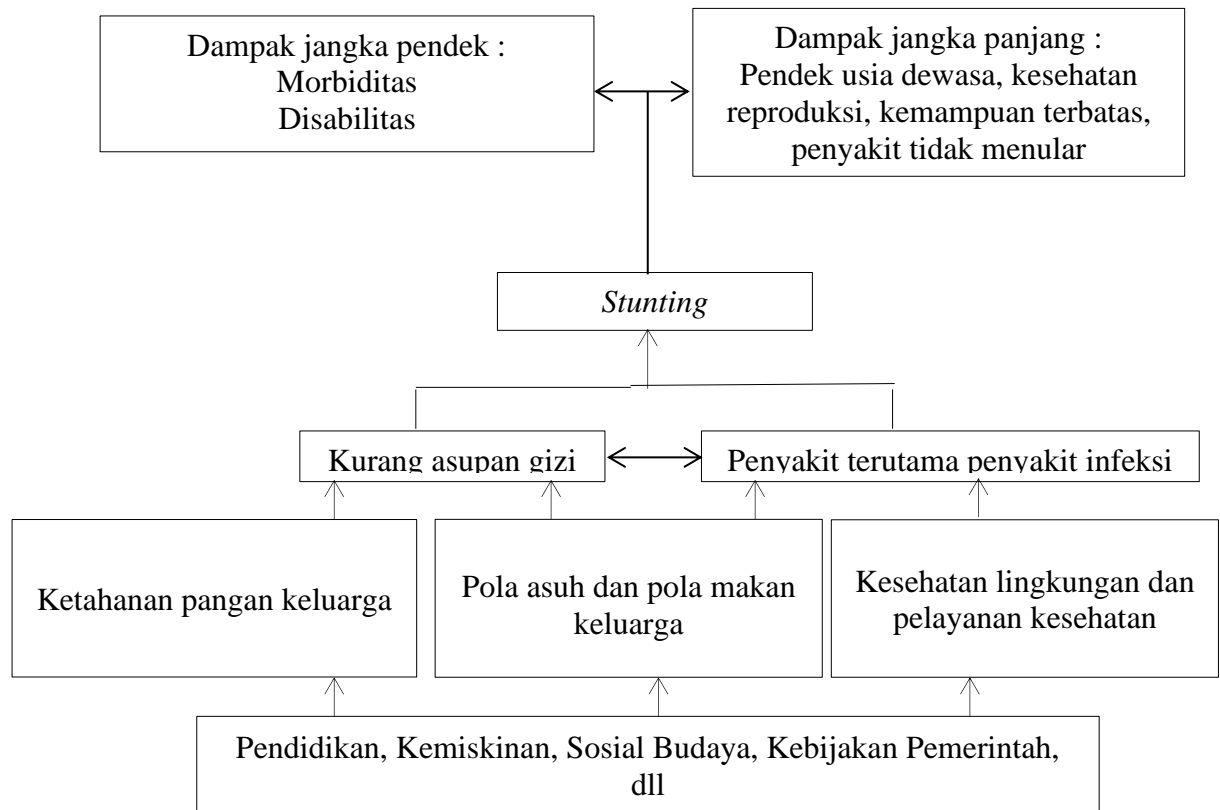 Dampak jangka pendek :
Morbiditas
Disabilitas
Dampak jangka panjang :
Pendek usia dewasa, kesehatan
reproduksi, kemampuan terbatas,
penyakit tidak menular
Stunting
Kurang asupan gizi
Penyakit terutama penyakit infeksi
Ketahanan pangan keluarga
Pola asuh dan pola makan
keluarga
Kesehatan lingkungan dan
pelayanan kesehatan
Pendidikan, Kemiskinan, Sosial Budaya, Kebijakan Pemerintah,
dll